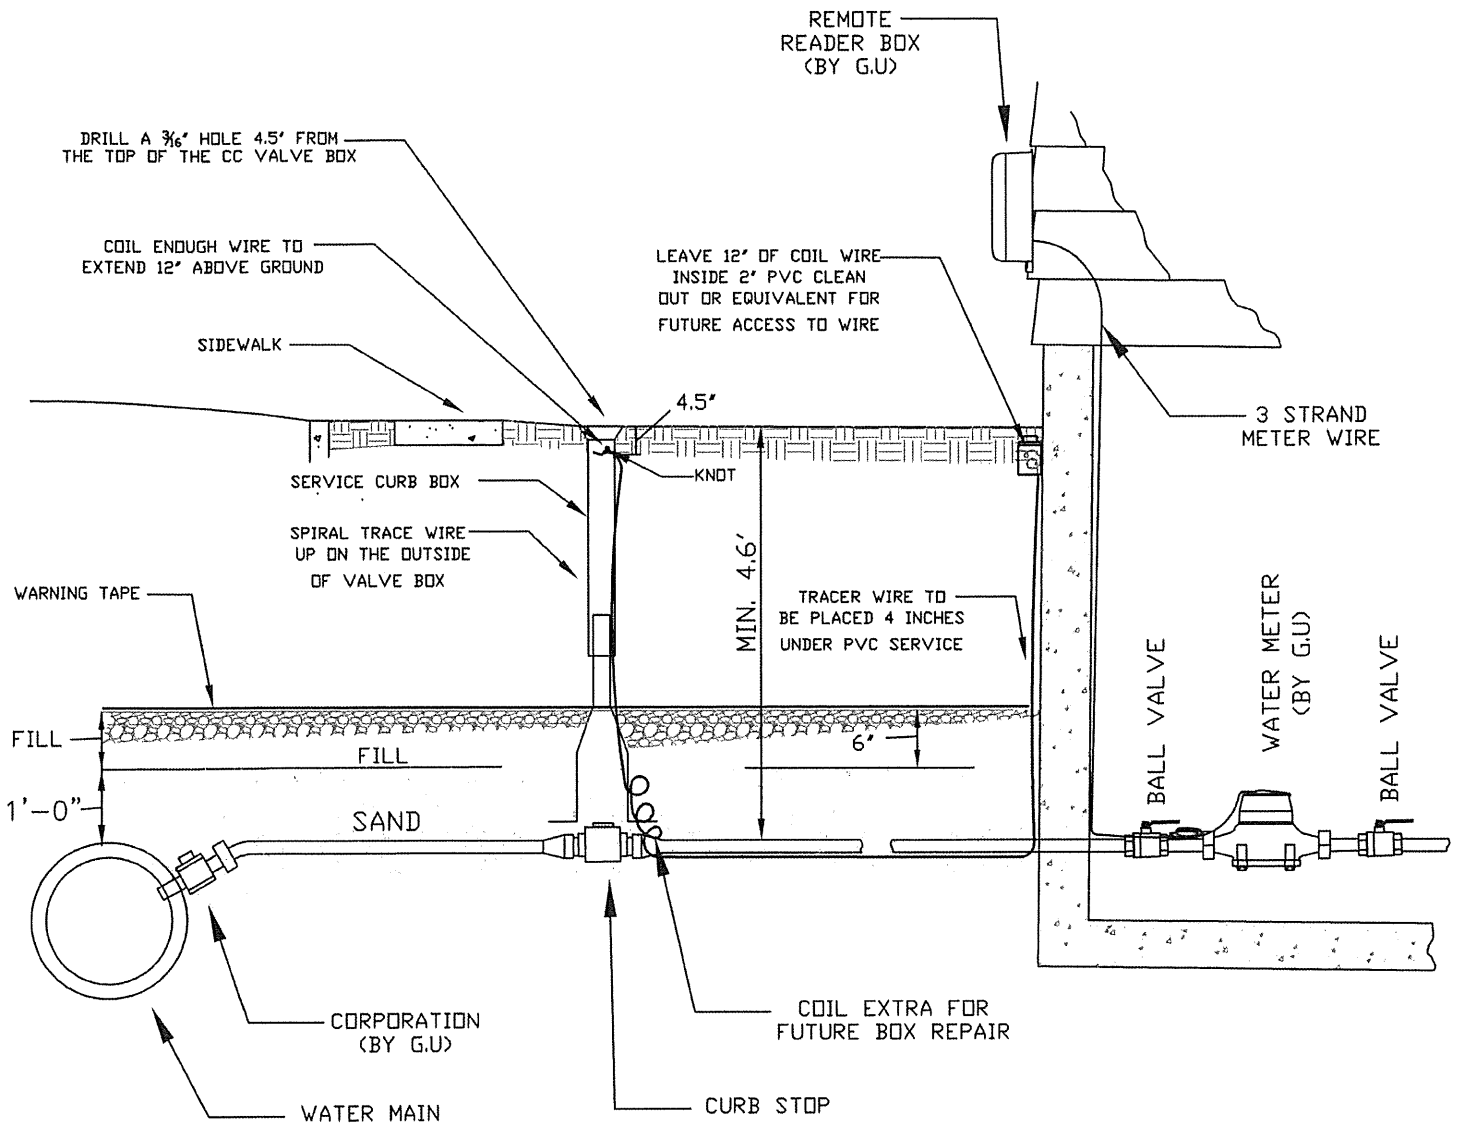 REMOTE
READER BOX
(BY G.U)
DRILL A 3/16" HOLE 4.5" FROM
THE TOP OF THE CC VALVE BOX
COIL ENOUGH WIRE TO
EXTEND 12" ABOVE GROUND
LEAVE 12" OF COIL WIRE
INSIDE 2" PVC CLEAN
OUT OR EQUIVALENT FOR
FUTURE ACCESS TO WIRE
SIDEWALK
4.5"
3 STRAND
METER WIRE
KNOT
SERVICE CURB BOX
SPIRAL TRACE WIRE
UP ON THE OUTSIDE
OF VALVE BOX
MIN. 4.6'
WARNING TAPE
TRACER WIRE TO
BE PLACED 4 INCHES
UNDER PVC SERVICE
BALL VALVE
WATER METER
(BY G.U)
BALL VALVE
FILL
FILL
6"
1'-0"
SAND
CORPORATION
(BY G.U)
COIL EXTRA FOR
FUTURE BOX REPAIR
WATER MAIN
CURB STOP